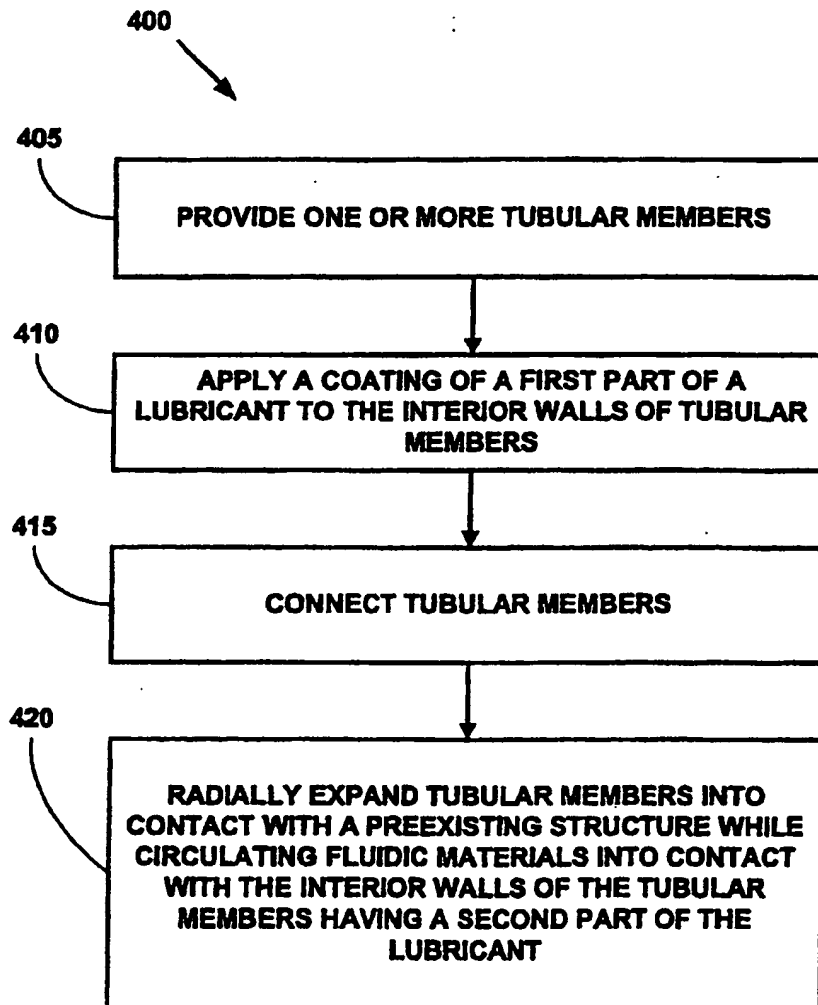 400
405
PROVIDE ONE OR MORE TUBULAR MEMBERS
410
APPLY A COATING OF A FIRST PART OF A
LUBRICANT TO THE INTERIOR WALLS OF TUBULAR
MEMBERS
415
CONNECT TUBULAR MEMBERS
420
RADIALLY EXPAND TUBULAR MEMBERS INTO
CONTACT WITH A PREEXISTING STRUCTURE WHILE
CIRCULATING FLUIDIC MATERIALS INTO CONTACT
WITH THE INTERIOR WALLS OF THE TUBULAR
MEMBERS HAVING A SECOND PART OF THE
LUBRICANT